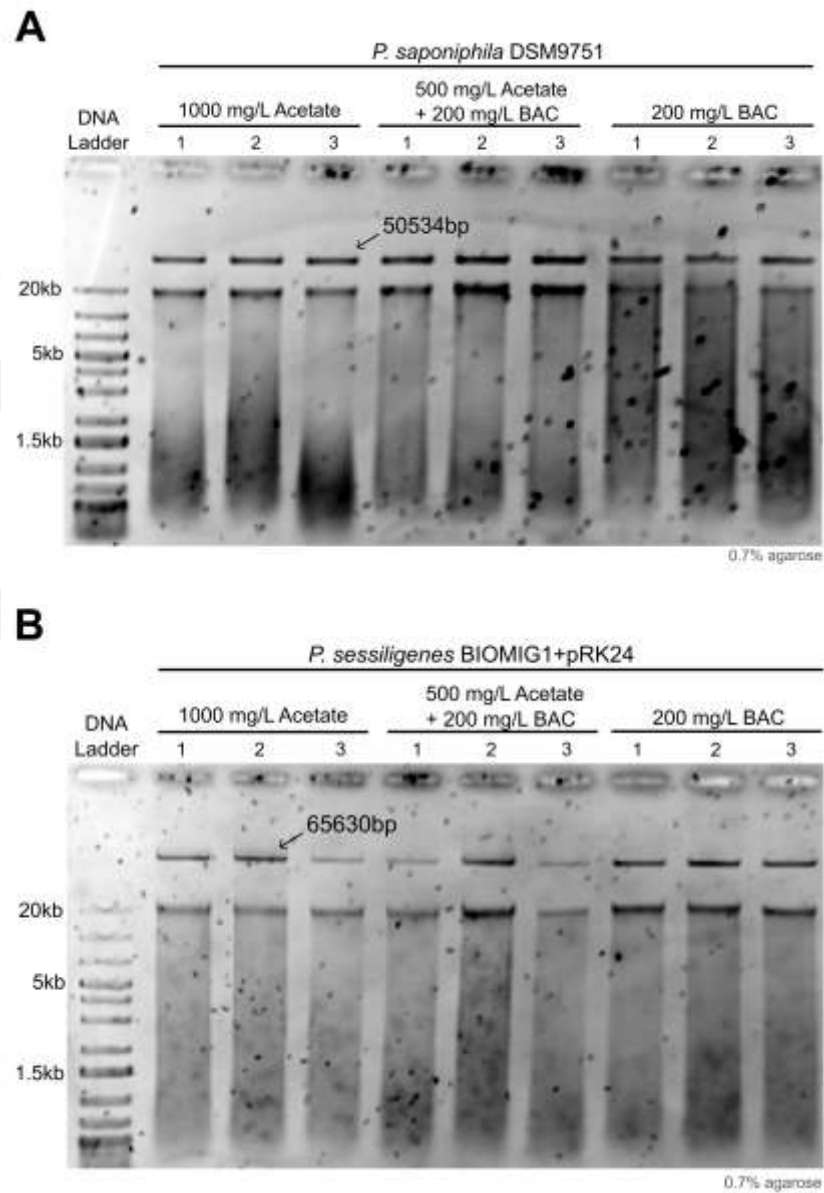 A
P. saponiphila DSM9751
DNA Ladder
1000 mg/L Acetate
500 mg/L Acetate
+ 200 mg/L BAC
200 mg/L BAC
1 2 3 1 2 3 1 2 3
50534bp
20kb
5kb
1.5kb
0.7% agarose
B
P. sessiligenes BIOMIG1+pRK24
DNA Ladder
1000 mg/L Acetate
500 mg/L Acetate
+ 200 mg/L BAC
200 mg/L BAC
1 2 3 1 2 3 1 2 3
65630bp
20kb
5kb
1.5kb
0.7% agarose